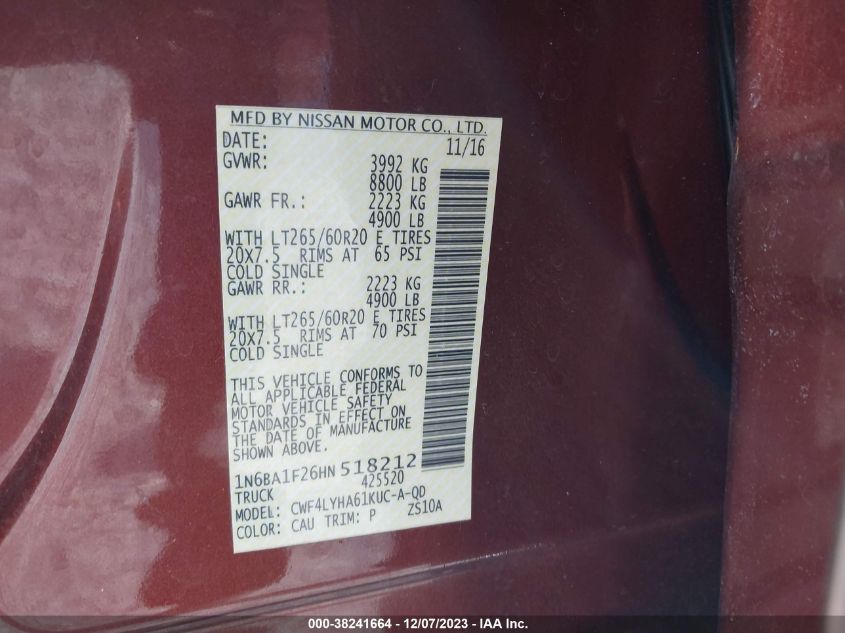 MFD BY NISSAN MOTOR CO., LTD.
DATE: 11/16
GVWR: 3992 KG
8800 LB
GAWR FR.: 2223 KG
4900 LB
WITH LT265/60R20 E TIRES
20X7.5 RIMS AT 65 PSI
COLD SINGLE
GAWR RR.: 2223 KG
4900 LB
WITH LT265/60R20 E TIRES
20X7.5 RIMS AT 70 PSI
COLD SINGLE
THIS VEHICLE CONFORMS TO
ALL APPLICABLE FEDERAL
MOTOR VEHICLE SAFETY
STANDARDS IN EFFECT ON
THE DATE OF MANUFACTURE
SHOWN ABOVE.
1N6BA1F26HN518212
TRUCK 425520
MODEL: CWF4LYHA61KUC-A-QD
COLOR: CAU TRIM: P ZS10A
000-38241664 - 12/07/2023 - IAA Inc.